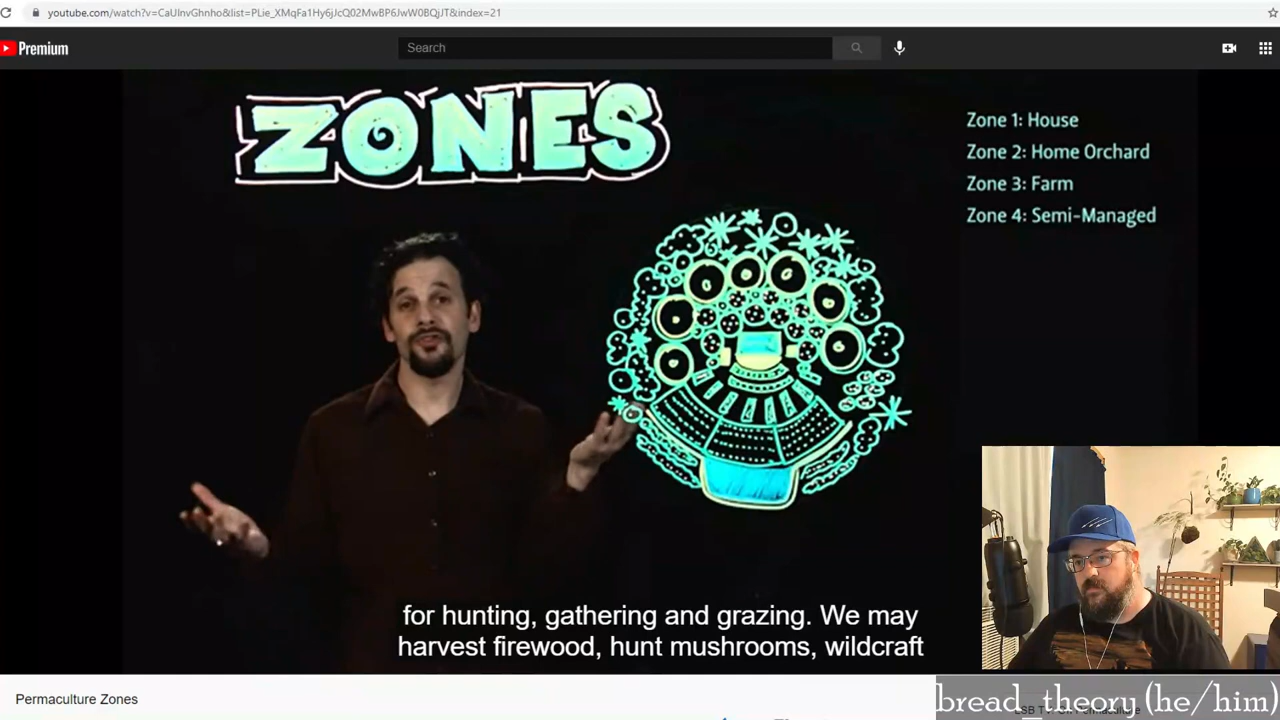 youtube.com/watch?v=CaUlnvGhnho&list=PLie_XMqFa1Hy6jJcQ02MwBP6JwW0BQjJT&index=21
Premium
Search
ZONES
Zone 1: House
Zone 2: Home Orchard
Zone 3: Farm
Zone 4: Semi-Managed
for hunting, gathering and grazing. We may
harvest firewood, hunt mushrooms, wildcraft
Permaculture Zones
bread_theory (he/him)